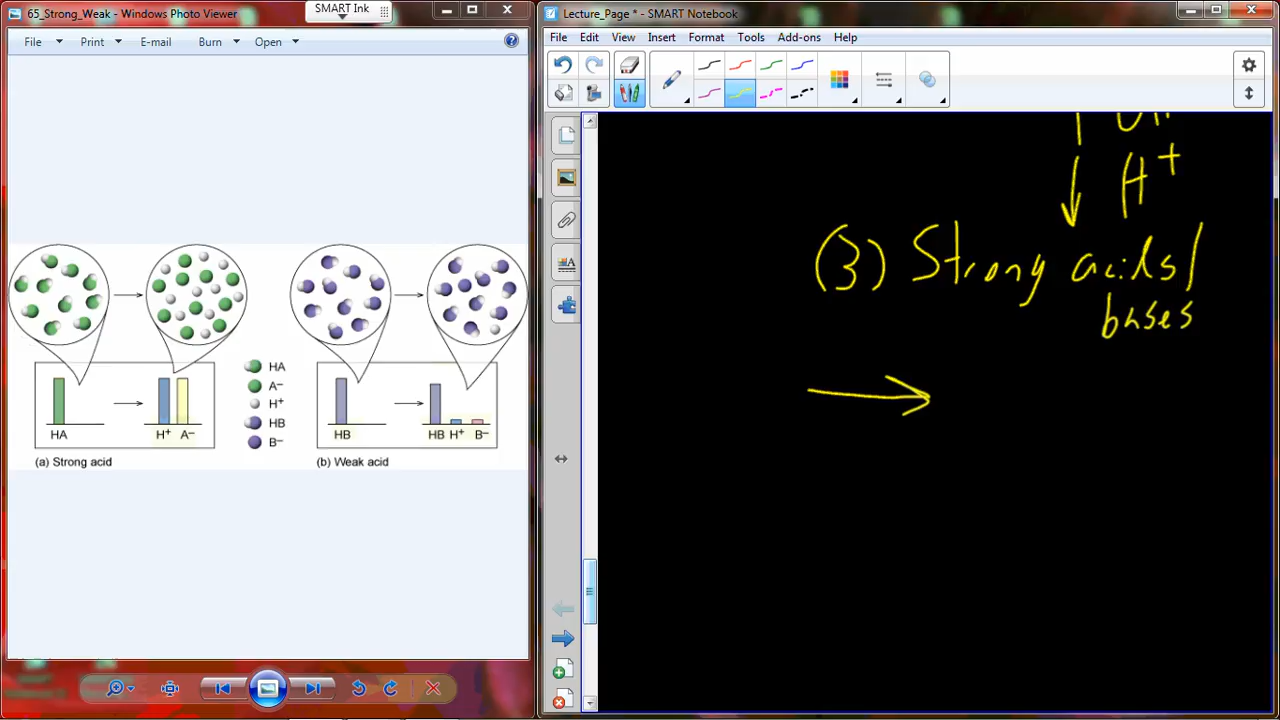 65_Strong_Weak - Windows Photo Viewer
SMART Ink
File Print E-mail Burn Open
HA
H⁺ A⁻
HA
A⁻
H⁺
HB
B⁻
HB
HB H⁺ B⁻
(a) Strong acid
(b) Weak acid
Lecture_Page * - SMART Notebook
File Edit View Insert Format Tools Add-ons Help
H⁺
(3) Strong acids/
bases